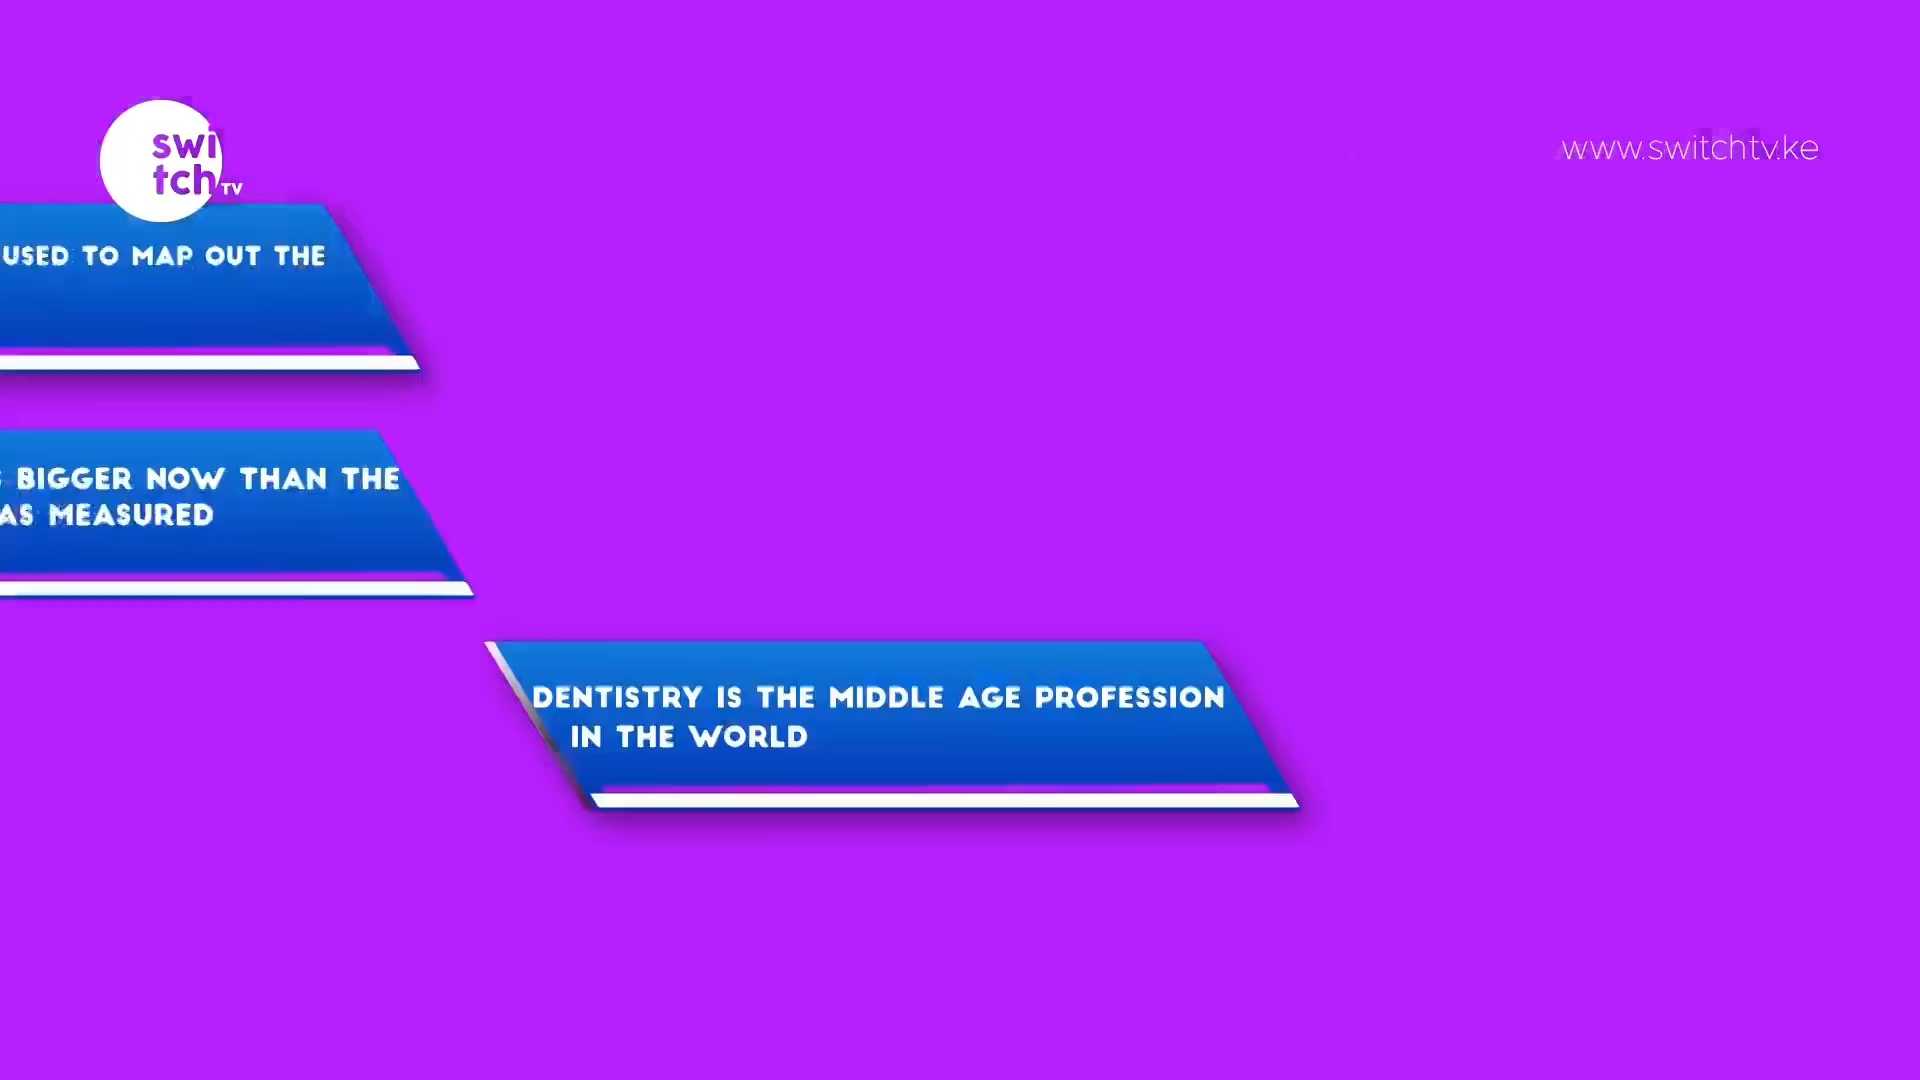 swi
tch TV
www.switchtv.ke
USED TO MAP OUT THE
BIGGER NOW THAN THE
AS MEASURED
DENTISTRY IS THE MIDDLE AGE PROFESSION
IN THE WORLD